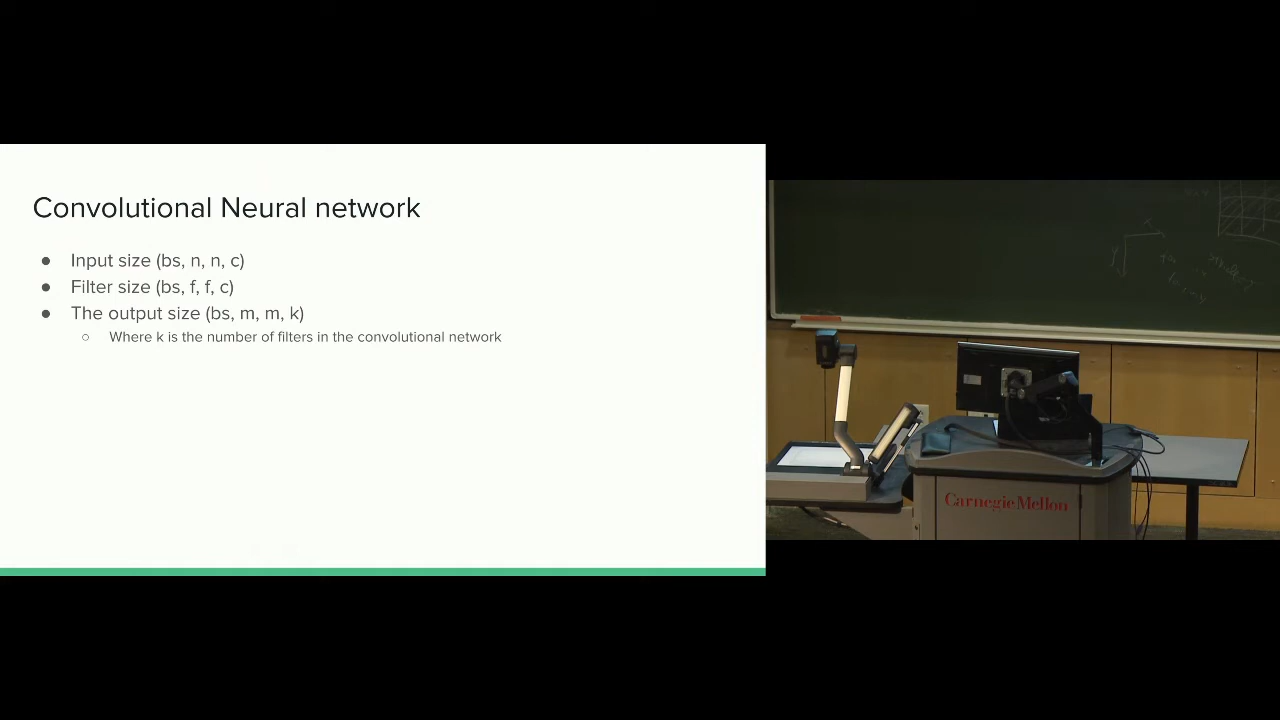 Convolutional Neural network
● Input size (bs, n, n, c)
● Filter size (bs, f, f, c)
● The output size (bs, m, m, k)
○ Where k is the number of filters in the convolutional network
Carnegie Mellon